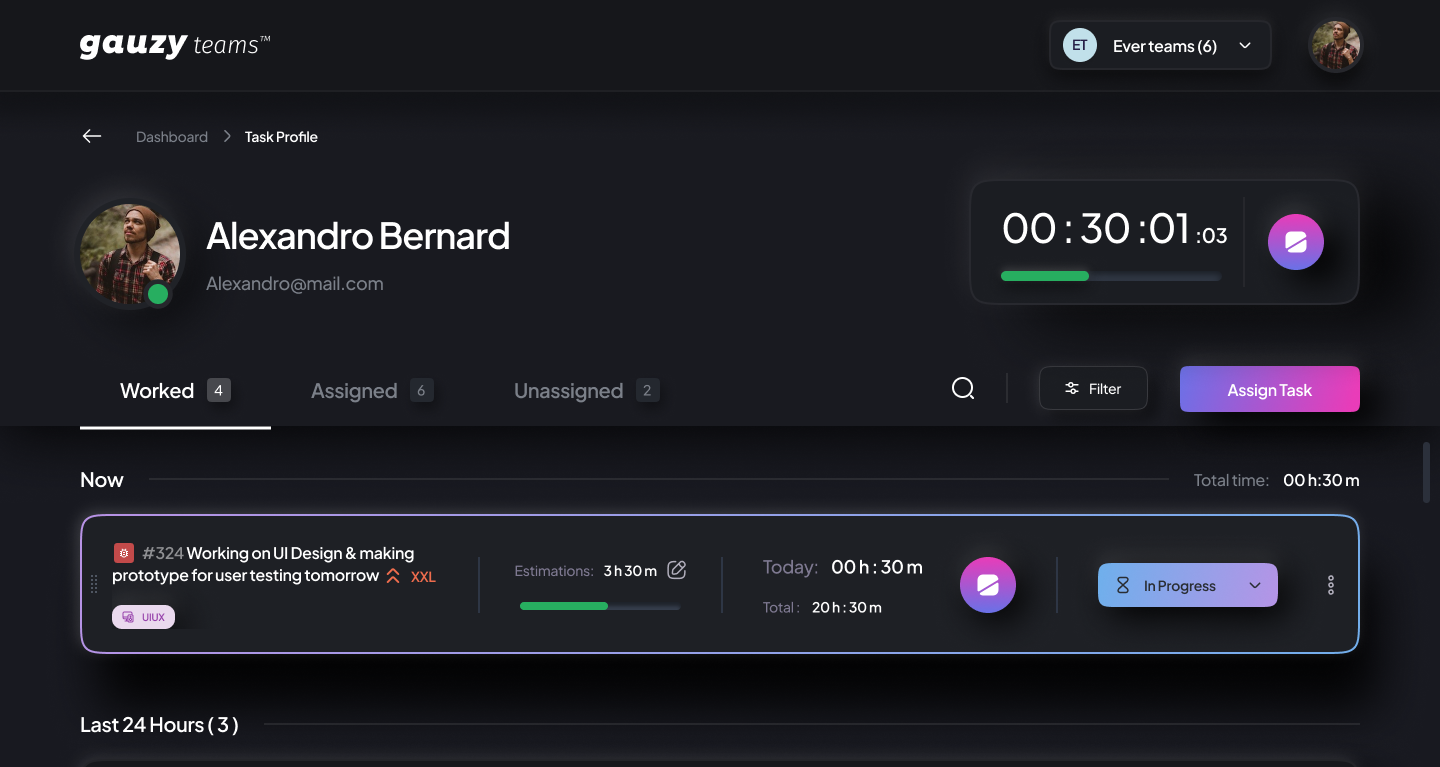 gauzy teams™
ET Ever teams (6)
Dashboard Task Profile
Alexandro Bernard
Alexandro@mail.com
00 : 30 :01 :03
Worked 4 Assigned 6 Unassigned 2 Filter Assign Task
Now Total time: 00 h:30 m
#324 Working on UI Design & making
prototype for user testing tomorrow XXL
UIUX
Estimations: 3 h 30 m
Today: 00 h : 30 m
Total : 20 h : 30 m
In Progress
Last 24 Hours ( 3 )